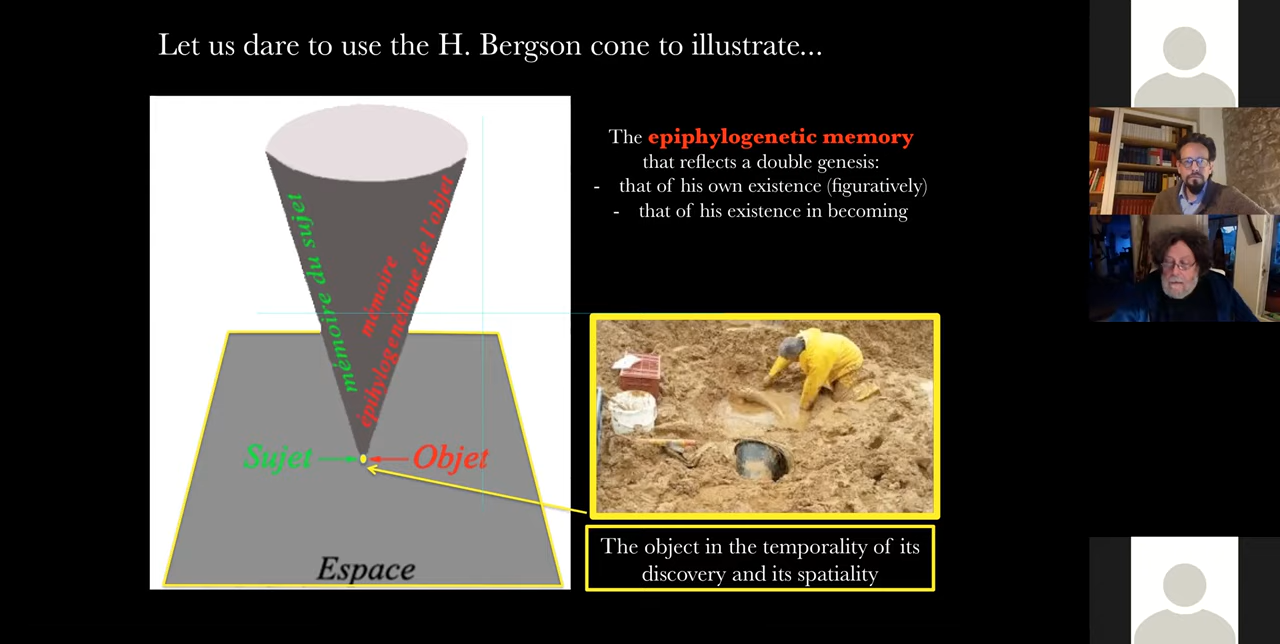 Let us dare to use the H. Bergson cone to illustrate...
mémoire du sujet
mémoire
épihylogenétique de l'objet
Sujet
Objet
Espace
The epiphylogenetic memory
that reflects a double genesis:
- that of his own existence (figuratively)
- that of his existence in becoming
The object in the temporality of its
discovery and its spatiality